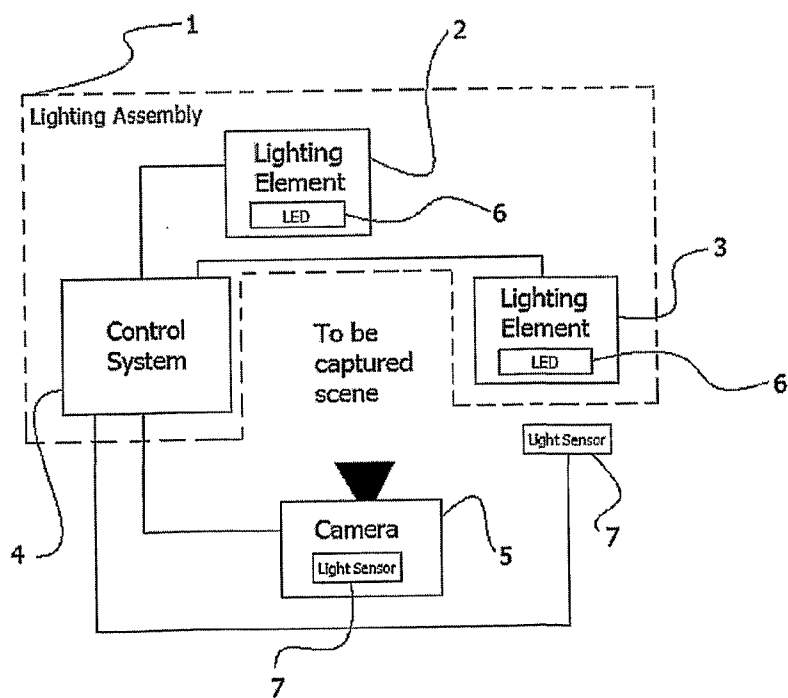 1
2
Lighting Assembly
Lighting
Element
LED
6
3
Lighting
Element
LED
6
Control
System
To be
captured
scene
Light Sensor
7
4
Camera
5
Light Sensor
7